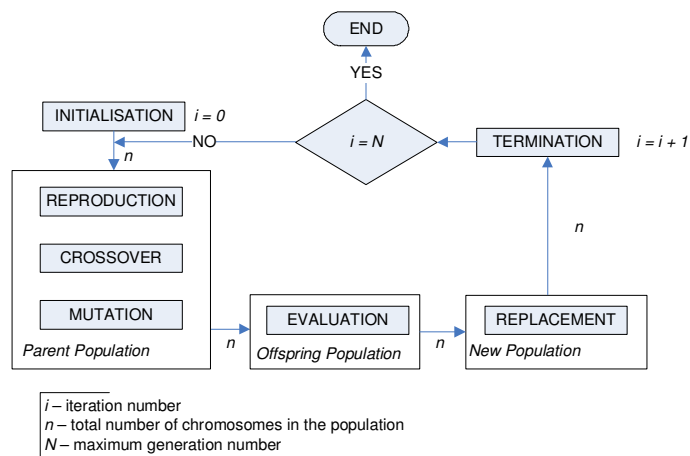 END
YES
INITIALISATION i = 0
NO
i = N
TERMINATION i = i + 1
n
REPRODUCTION
CROSSOVER
MUTATION
Parent Population
n
EVALUATION
Offspring Population
n
REPLACEMENT
New Population
n
i – iteration number
n – total number of chromosomes in the population
N – maximum generation number